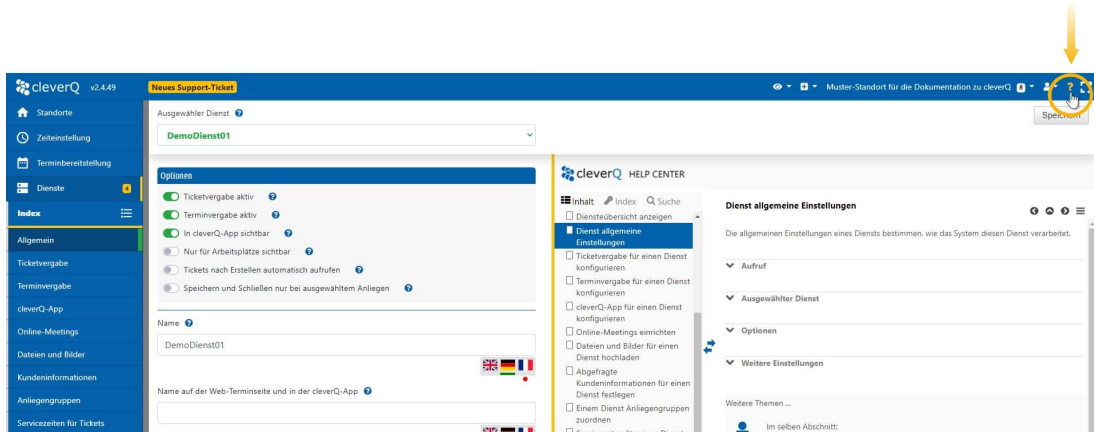 cleverQ v2.4.49
Neues Support-Ticket
Muster-Standort für die Dokumentation zu cleverQ
?
Standorte
Zeiteinstellung
Terminbereitstellung
Dienste 4
Index
Allgemein
Ticketvergabe
Terminvergabe
cleverQ-App
Online-Meetings
Dateien und Bilder
Kundeninformationen
Anliegengruppen
Servicezeiten für Tickets
Ausgewähler Dienst
DemoDienst01
Optionen
Ticketvergabe aktiv
Terminvergabe aktiv
In cleverQ-App sichtbar
Nur für Arbeitsplätze sichtbar
Tickets nach Erstellen automatisch aufrufen
Speichern und Schließen nur bei ausgewähltem Anliegen
Name
DemoDienst01
Name auf der Web-Terminseite und in der cleverQ-App
cleverQ HELP CENTER
Inhalt Index Suche
Diensteübersicht anzeigen
Dienst allgemeine
Einstellungen
Ticketvergabe für einen Dienst
konfigurieren
Terminvergabe für einen Dienst
konfigurieren
cleverQ-App für einen Dienst
konfigurieren
Online-Meetings einrichten
Dateien und Bilder für einen
Dienst hochladen
Abgefragte
Kundeninformationen für einen
Dienst festlegen
Einem Dienst Anliegengruppen
zuordnen
Dienst allgemeine Einstellungen
Die allgemeinen Einstellungen eines Diensts bestimmen, wie das System diesen Dienst verarbeitet.
Aufruf
Ausgewählter Dienst
Optionen
Weitere Einstellungen
Weitere Themen ...
Im selben Abschnitt: